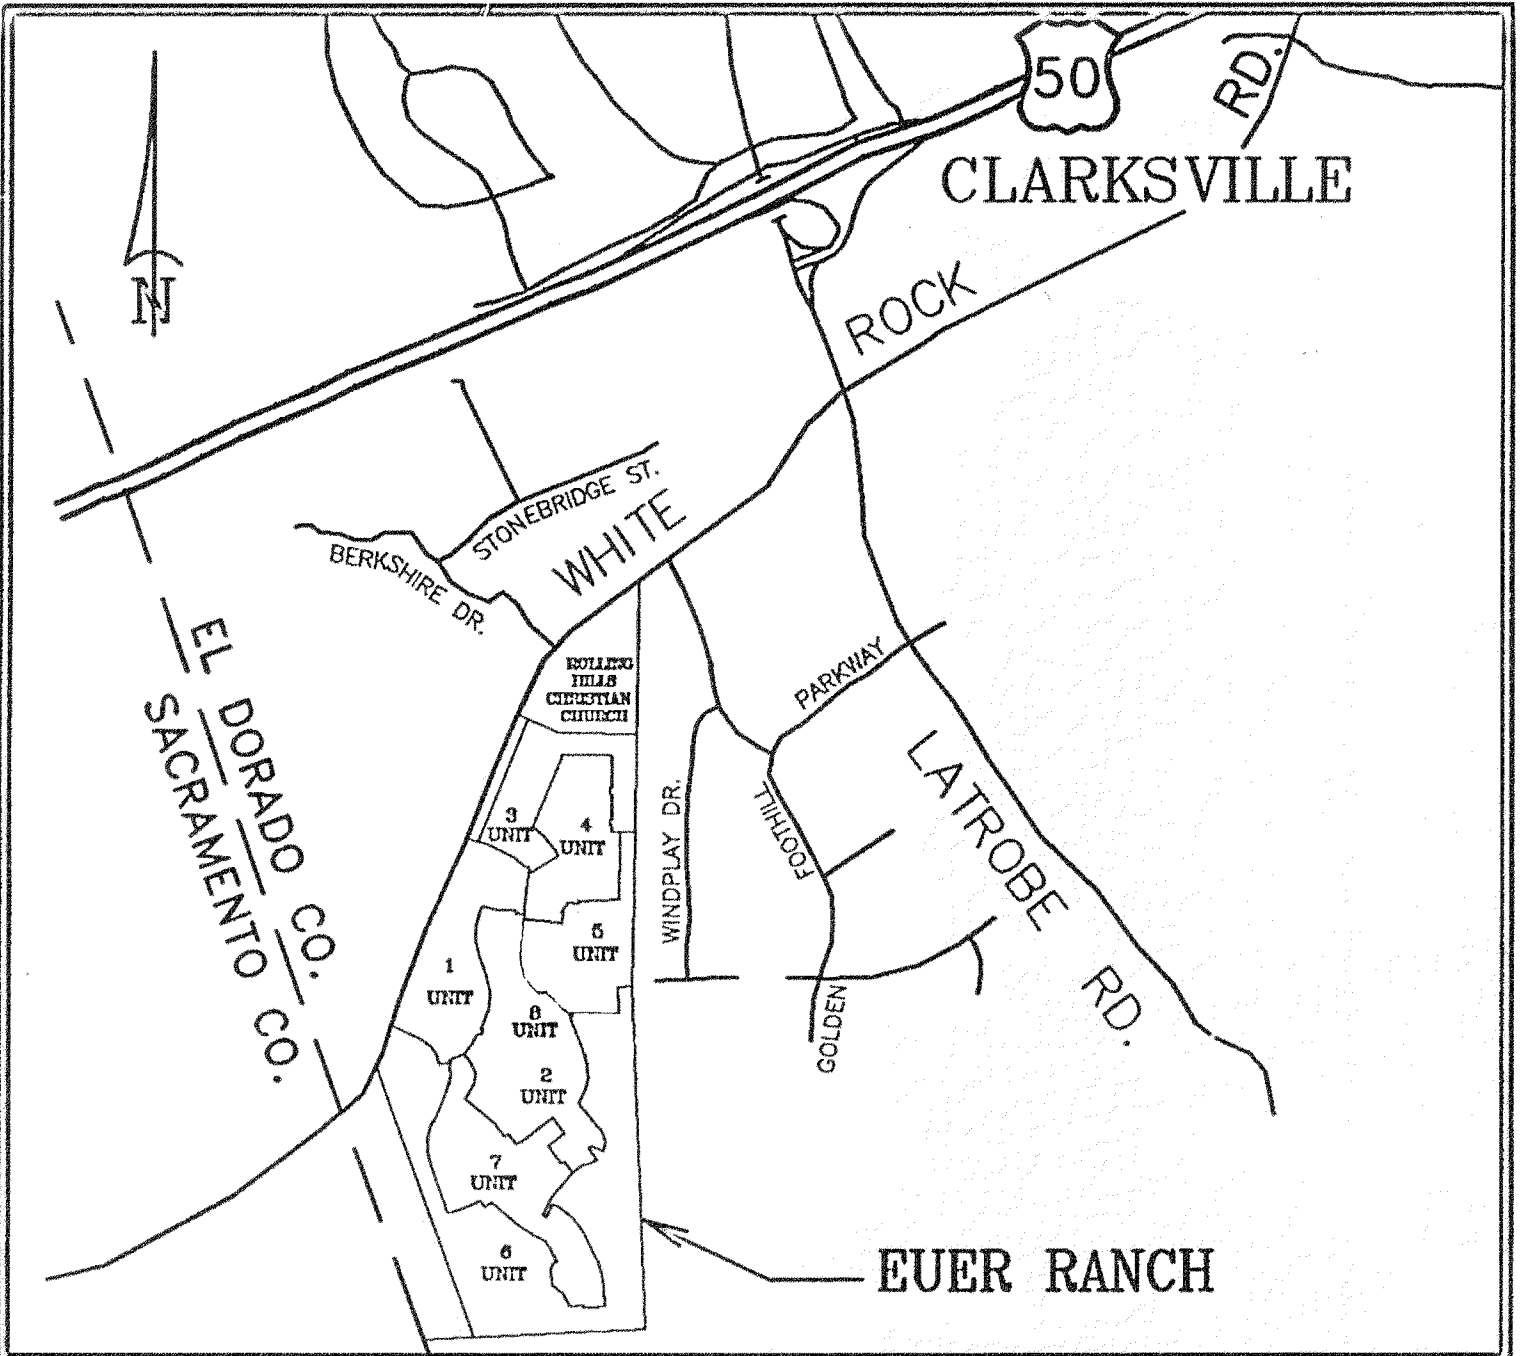 50
RD.
CLARKSVILLE
N
ROCK
STONEBRIDGE ST.
WHITE
BERKSHIRE DR.
EL DORADO CO.
SACRAMENTO CO.
ROLLING
HILLS
CHRISTIAN
CHURCH
PARKWAY
LATROBE RD.
WINDPLAY DR.
FOOTHILL
GOLDEN
3
UNIT
4
UNIT
5
UNIT
1
UNIT
8
UNIT
2
UNIT
7
UNIT
6
UNIT
EUER RANCH